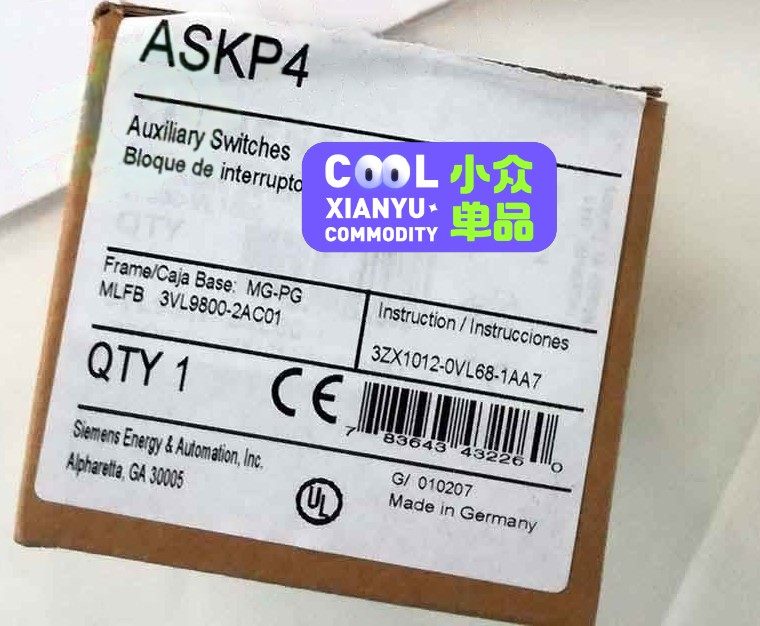 ASKP4
Auxiliary Switches
Bloque de interrupto
COOL 小众
XIANYU 单品
COMMODITY
Frame/Caja Base: MG-PG
MLFB 3VL9800-2AC01
Instruction / Instrucciones
3ZX1012-0VL68-1AA7
QTY 1
CE
7 83643 43226 0
Siemens Energy & Automation, Inc.
Alpharetta, GA 30005
UL
G/ 010207
Made in Germany